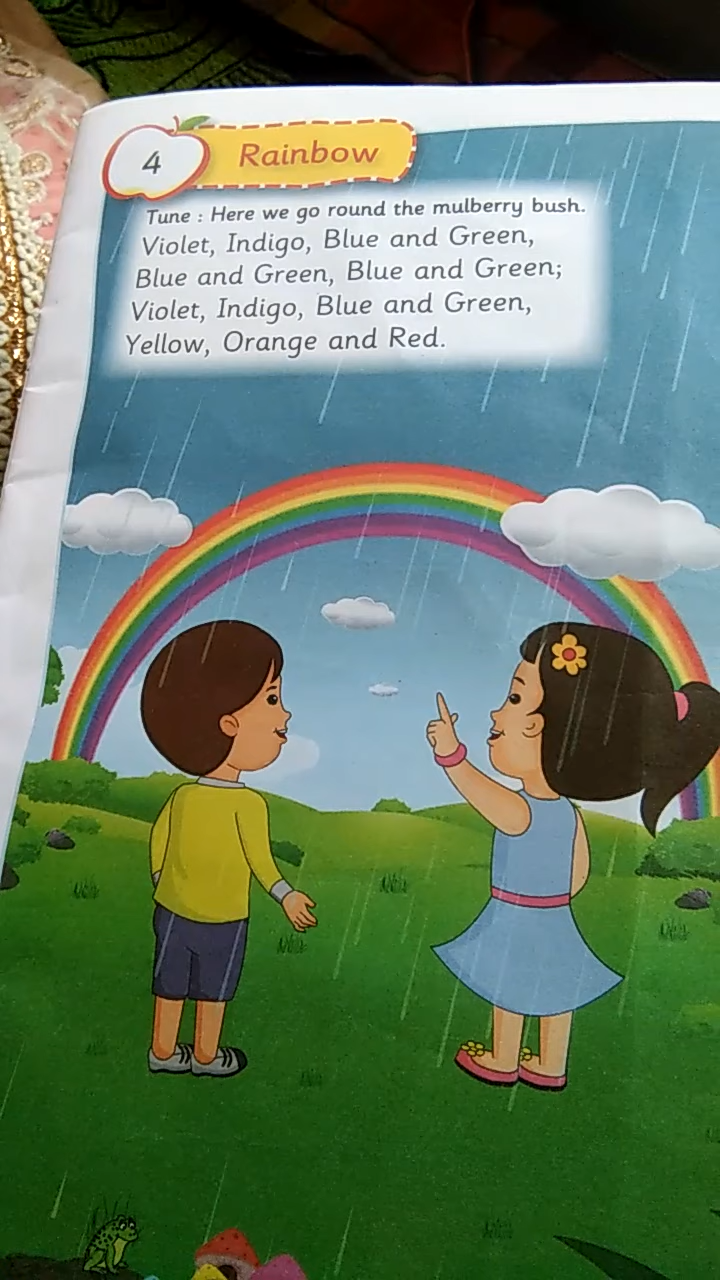 4
Rainbow
Tune : Here we go round the mulberry bush.
Violet, Indigo, Blue and Green,
Blue and Green, Blue and Green;
Violet, Indigo, Blue and Green,
Yellow, Orange and Red.